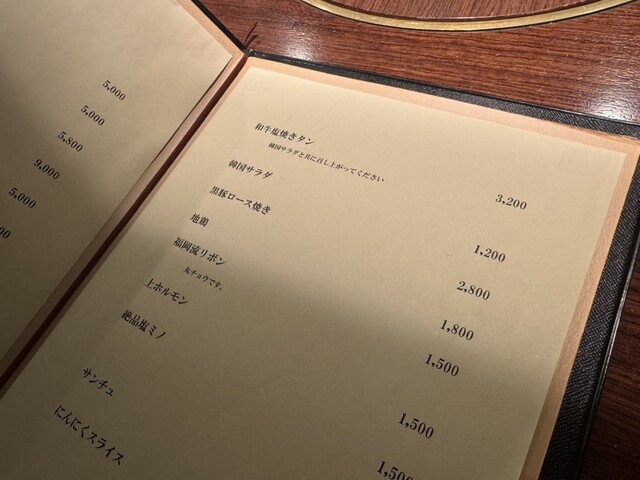 5,000
5,000
5,800
9,000
5,000
和牛塩焼きタン 3,200
韓国サラダと共に召し上がってください
韓国サラダ 1,200
黒豚ロース焼き 2,800
地鶏 1,800
福岡流リボン 1,500
丸チョウです。
上ホルモン 1,500
絶品塩ミノ 1,500
サンチュ
にんにくスライス